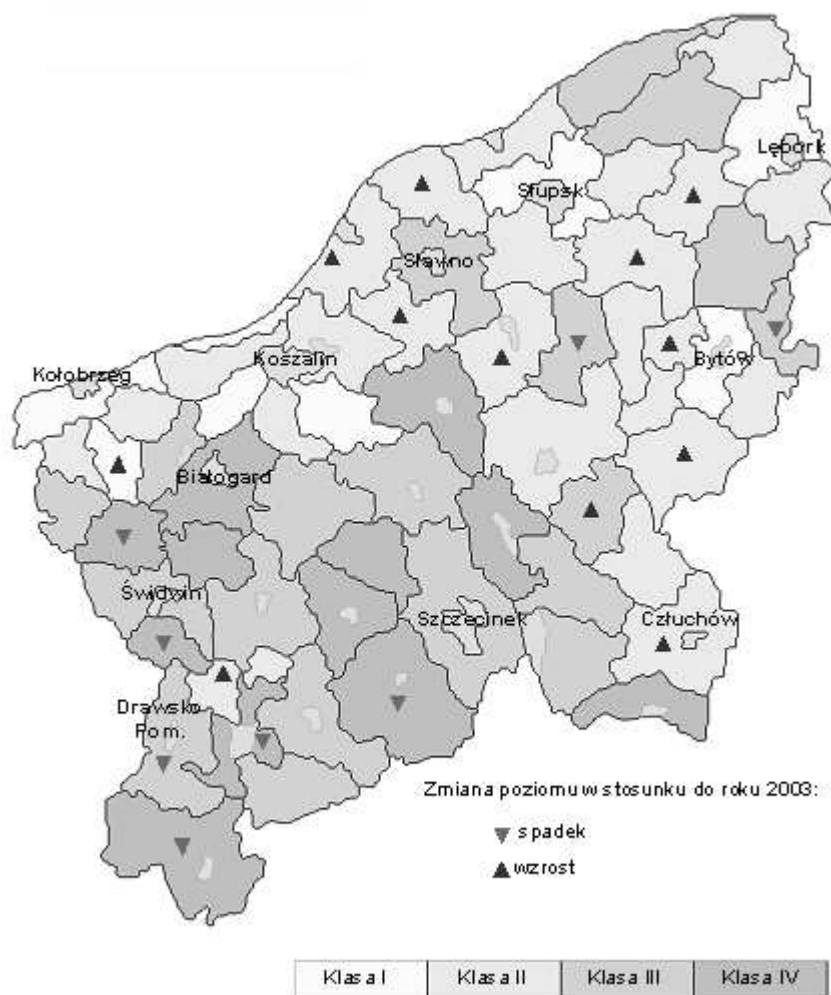 Lębork
Słupsk
Sławno
Koszalin
Bytów
Kołobrzeg
Białogard
Świdwin
Szczecinek
Człuchów
Drawsko
Pom.
Zmiana poziomu w stosunku do roku 2003:
spadek
wzrost
Klasa I Klasa II Klasa III Klasa IV